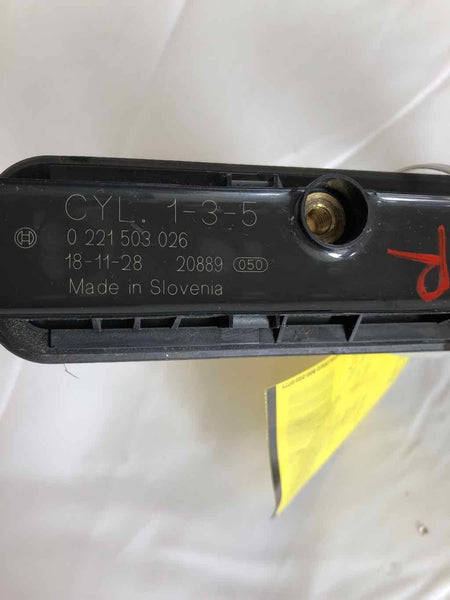 CYL. 1-3-5
0 221 503 026
18-11-28 20889 050
Made in Slovenia
R